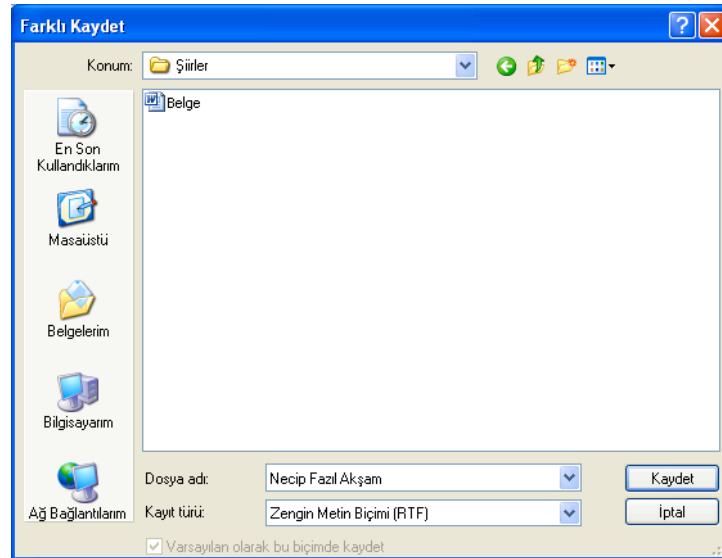 Farklı Kaydet
Konum: Şiirler
Belge
En Son
Kullandıklarım
Masaüstü
Belgelerim
Bilgisayarım
Ağ Bağlantılarım
Dosya adı: Necip Fazıl Akşam Kaydet
Kayıt türü: Zengin Metin Biçimi (RTF) İptal
Varsayılan olarak bu biçimde kaydet